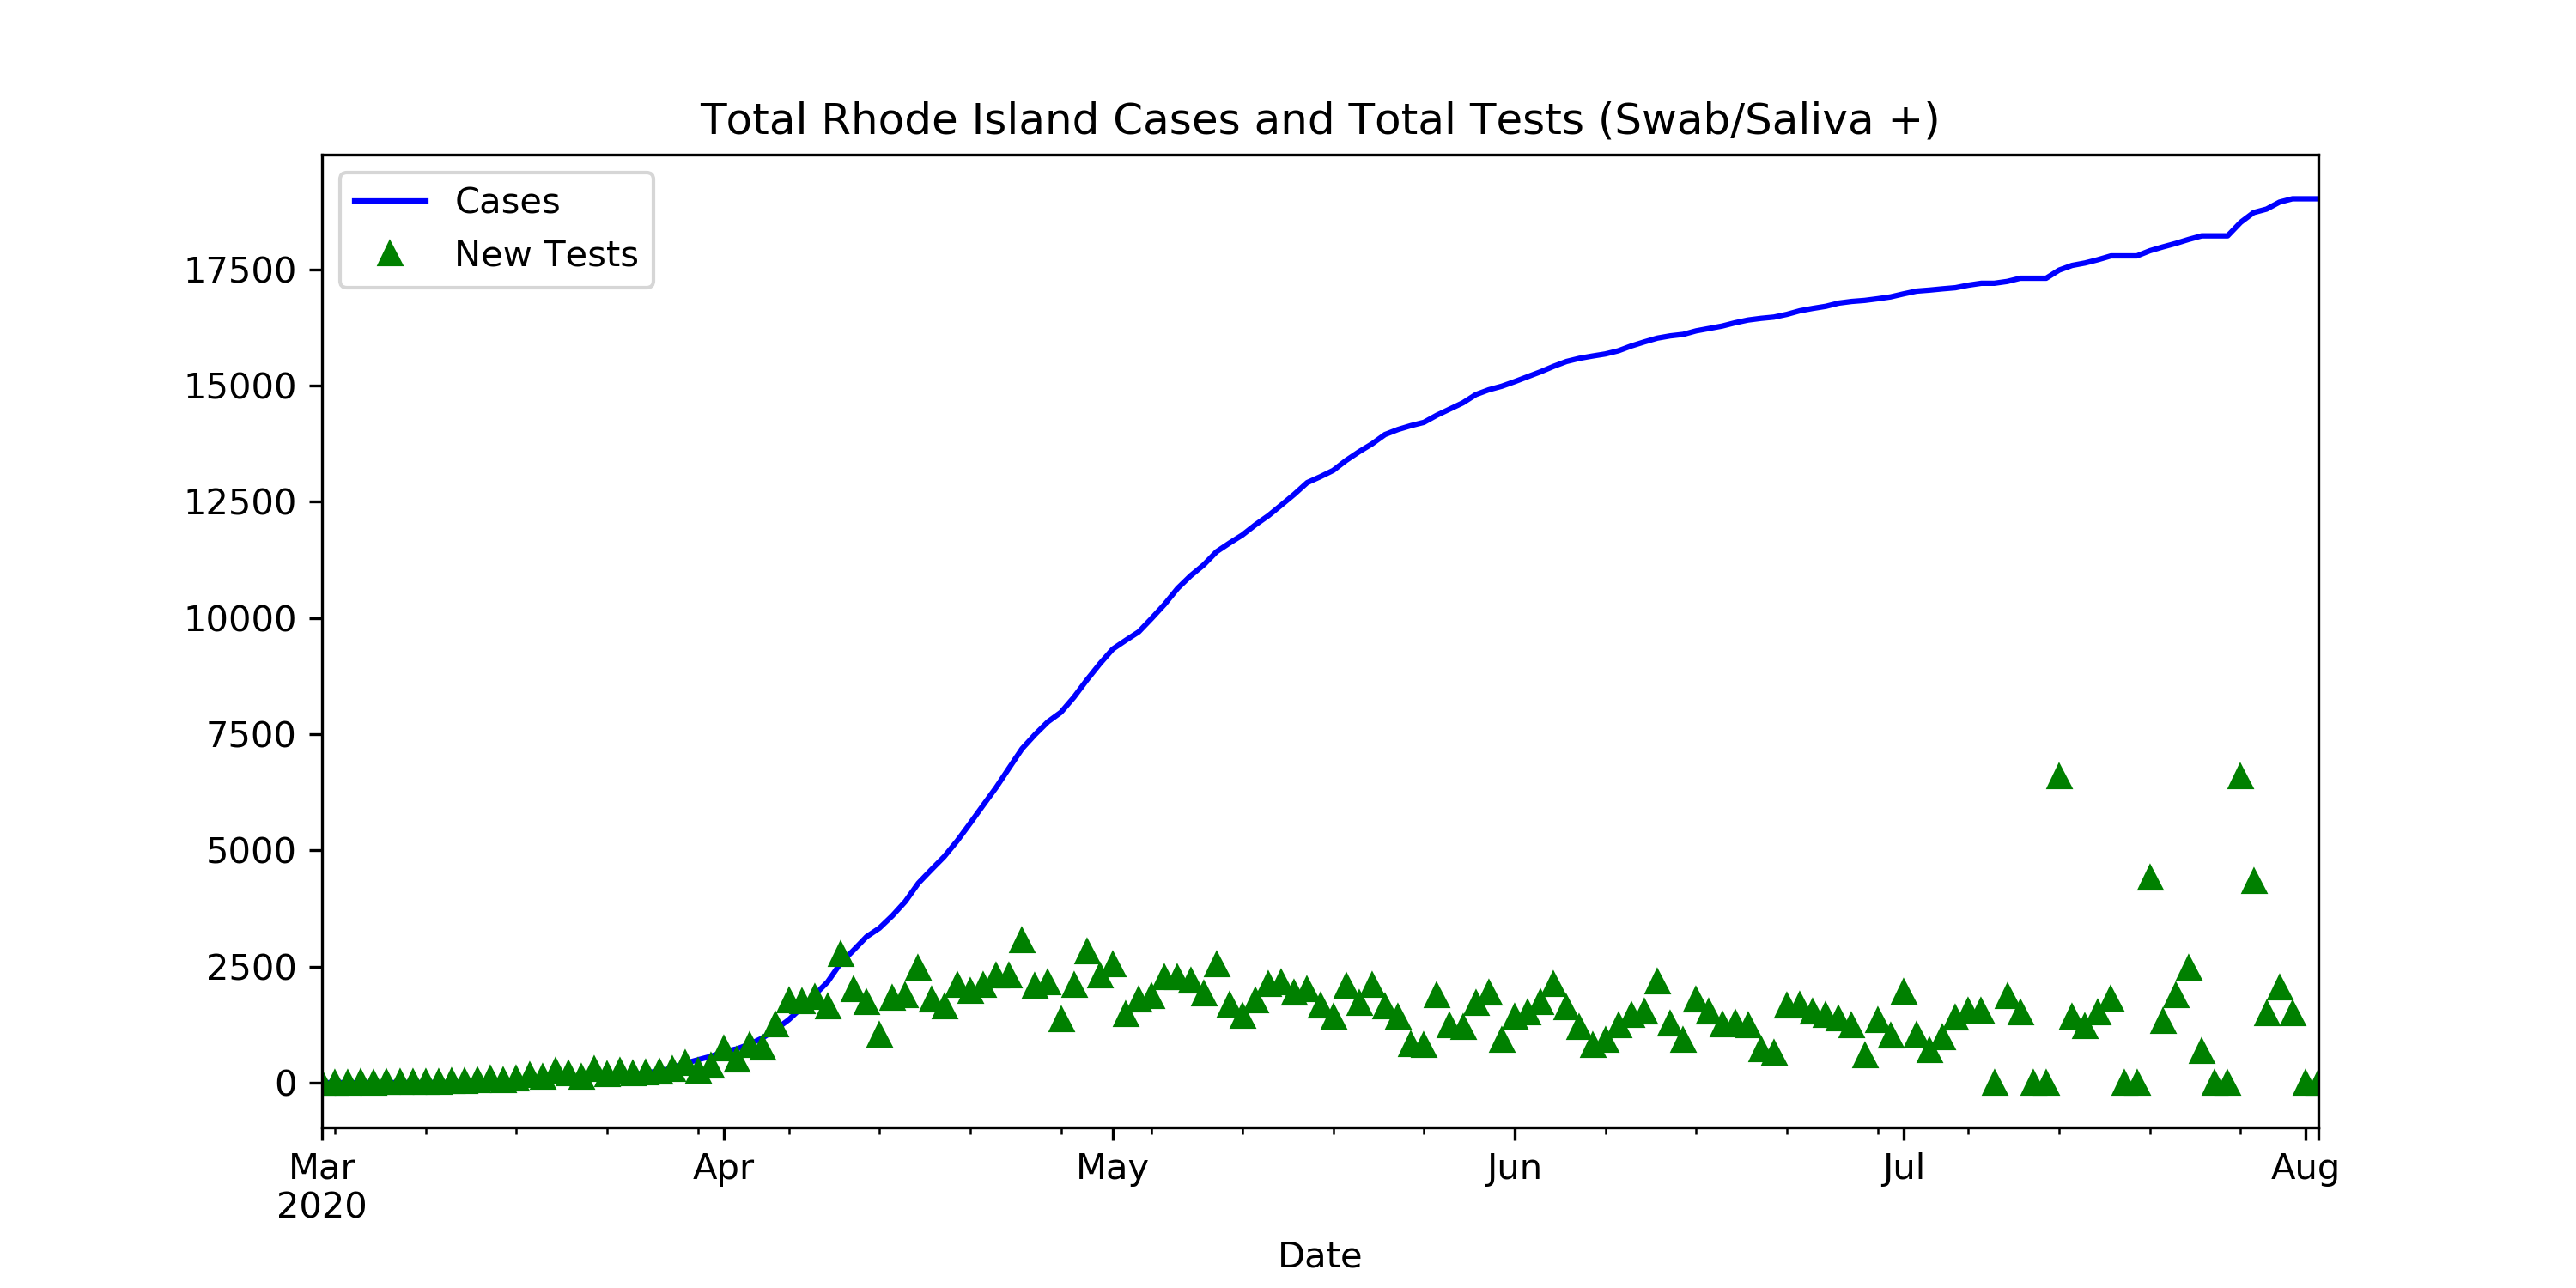 Total Rhode Island Cases and Total Tests (Swab/Saliva +)
Cases
New Tests
17500
15000
12500
10000
7500
5000
2500
0
Mar Apr May Jun Jul Aug
2020
Date